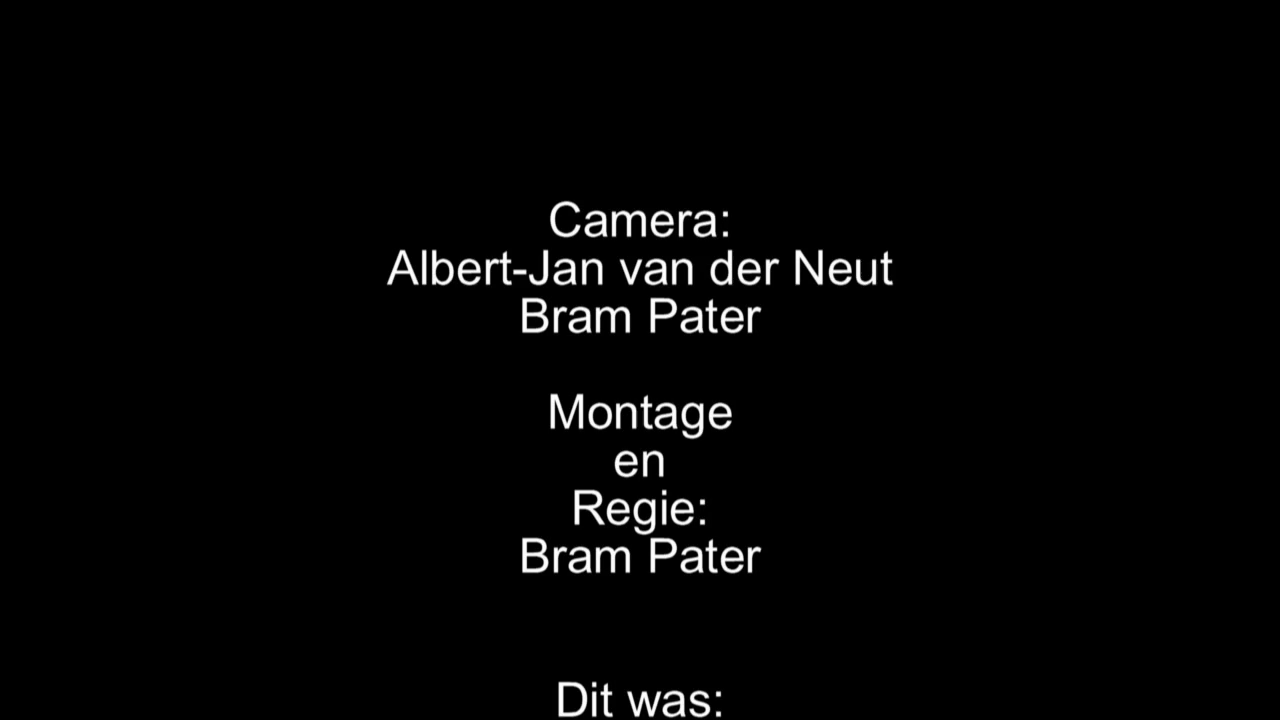 Camera:
Albert-Jan van der Neut
Bram Pater
Montage
en
Regie:
Bram Pater
Dit was: